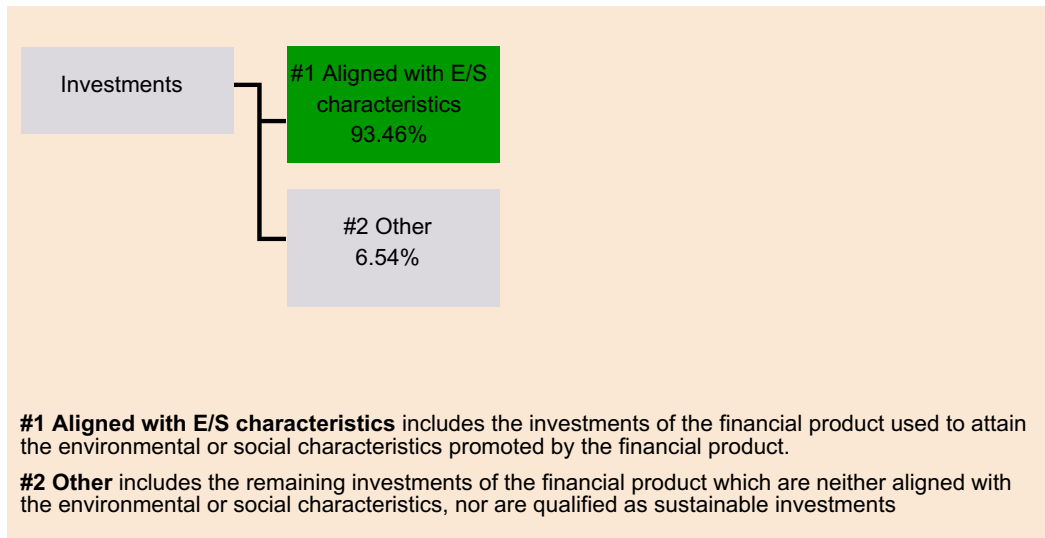 Investments
#1 Aligned with E/S
characteristics
93.46%
#2 Other
6.54%
#1 Aligned with E/S characteristics includes the investments of the financial product used to attain
the environmental or social characteristics promoted by the financial product.
#2 Other includes the remaining investments of the financial product which are neither aligned with
the environmental or social characteristics, nor are qualified as sustainable investments